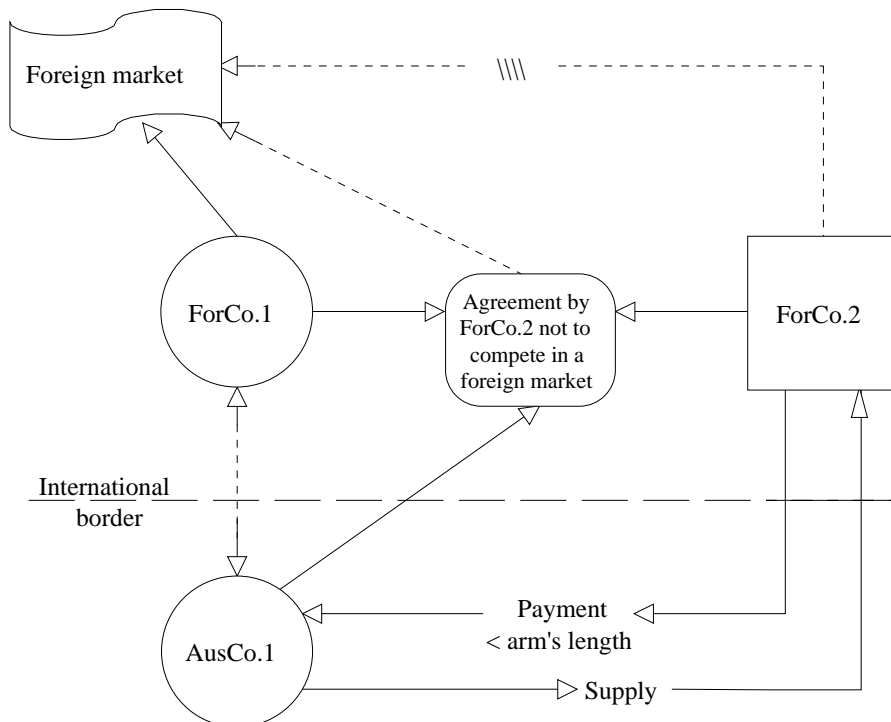 Foreign market
ForCo.1
Agreement by
ForCo.2 not to
compete in a
foreign market
ForCo.2
International
border
Payment
< arm's length
AusCo.1
Supply